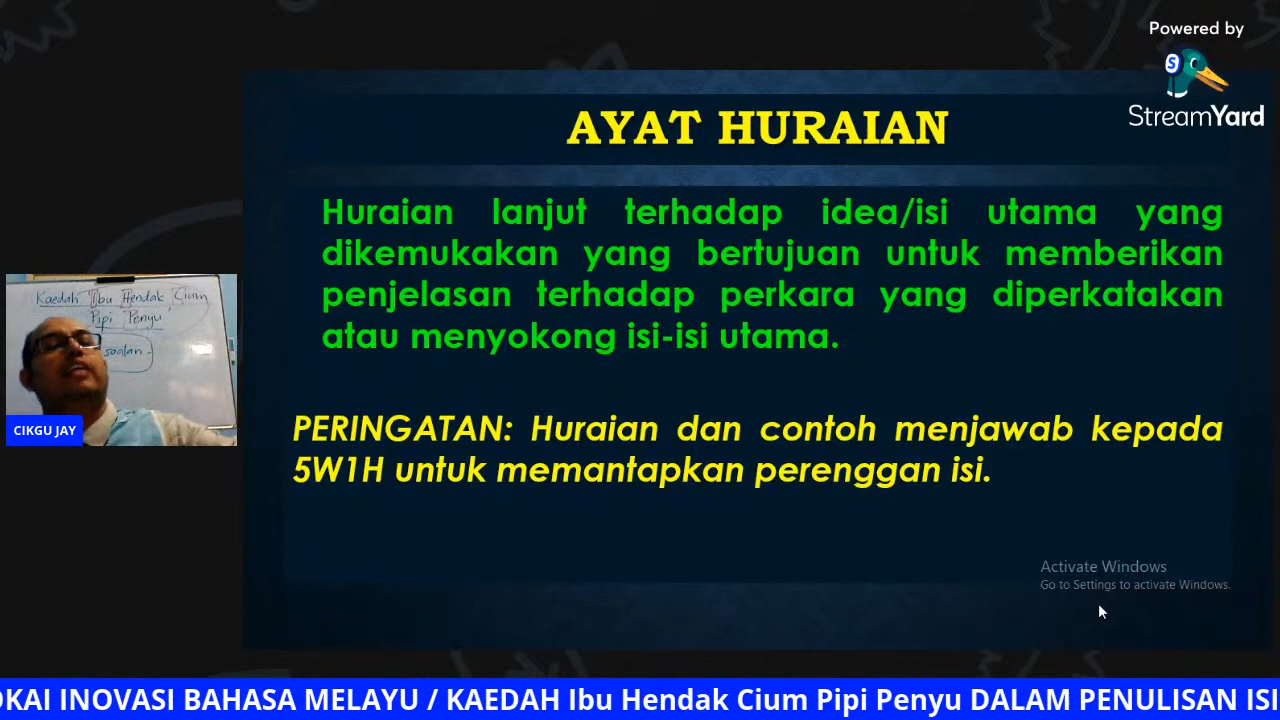 Powered by
StreamYard
AYAT HURAIAN
Huraian lanjut terhadap idea/isi utama yang
dikemukakan yang bertujuan untuk memberikan
penjelasan terhadap perkara yang diperkatakan
atau menyokong isi-isi utama.
PERINGATAN: Huraian dan contoh menjawab kepada
5W1H untuk memantapkan perenggan isi.
Kaedah 'Ibu Hendak Cium
Pipi Penyu'
soalan
CIKGU JAY
Activate Windows
Go to Settings to activate Windows.
OKAI INOVASI BAHASA MELAYU / KAEDAH Ibu Hendak Cium Pipi Penyu DALAM PENULISAN ISI